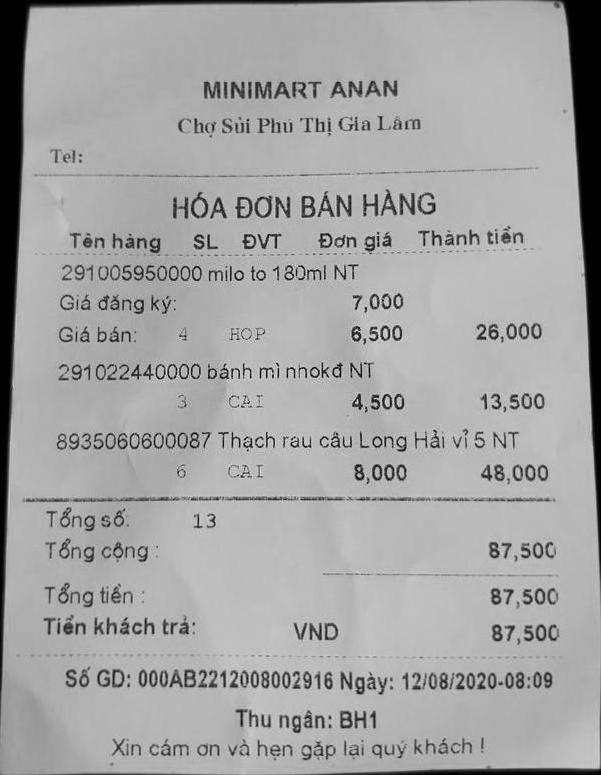 MINIMART ANAN
Chợ Sủi Phú Thị Gia Lâm
Tel:
HÓA ĐƠN BÁN HÀNG
Tên hàng SL ĐVT Đơn giá Thành tiền
291005950000 milo to 180ml NT
Giá đăng ký: 7,000
Giá bán: 4 HOP 6,500 26,000
291022440000 bánh mì nhokđ NT
3 CAI 4,500 13,500
8935060600087 Thạch rau câu Long Hải vỉ 5 NT
6 CAI 8,000 48,000
Tổng số: 13
Tổng cộng : 87,500
Tổng tiền : 87,500
Tiền khách trả: VND 87,500
Số GD: 000AB2212008002916 Ngày: 12/08/2020-08:09
Thu ngân: BH1
Xin cám ơn và hẹn gặp lại quý khách !